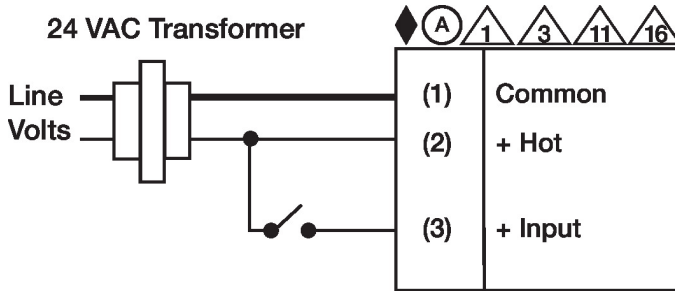 24 VAC Transformer
A 1 3 11 16
Line
Volts
(1) Common
(2) + Hot
(3) + Input